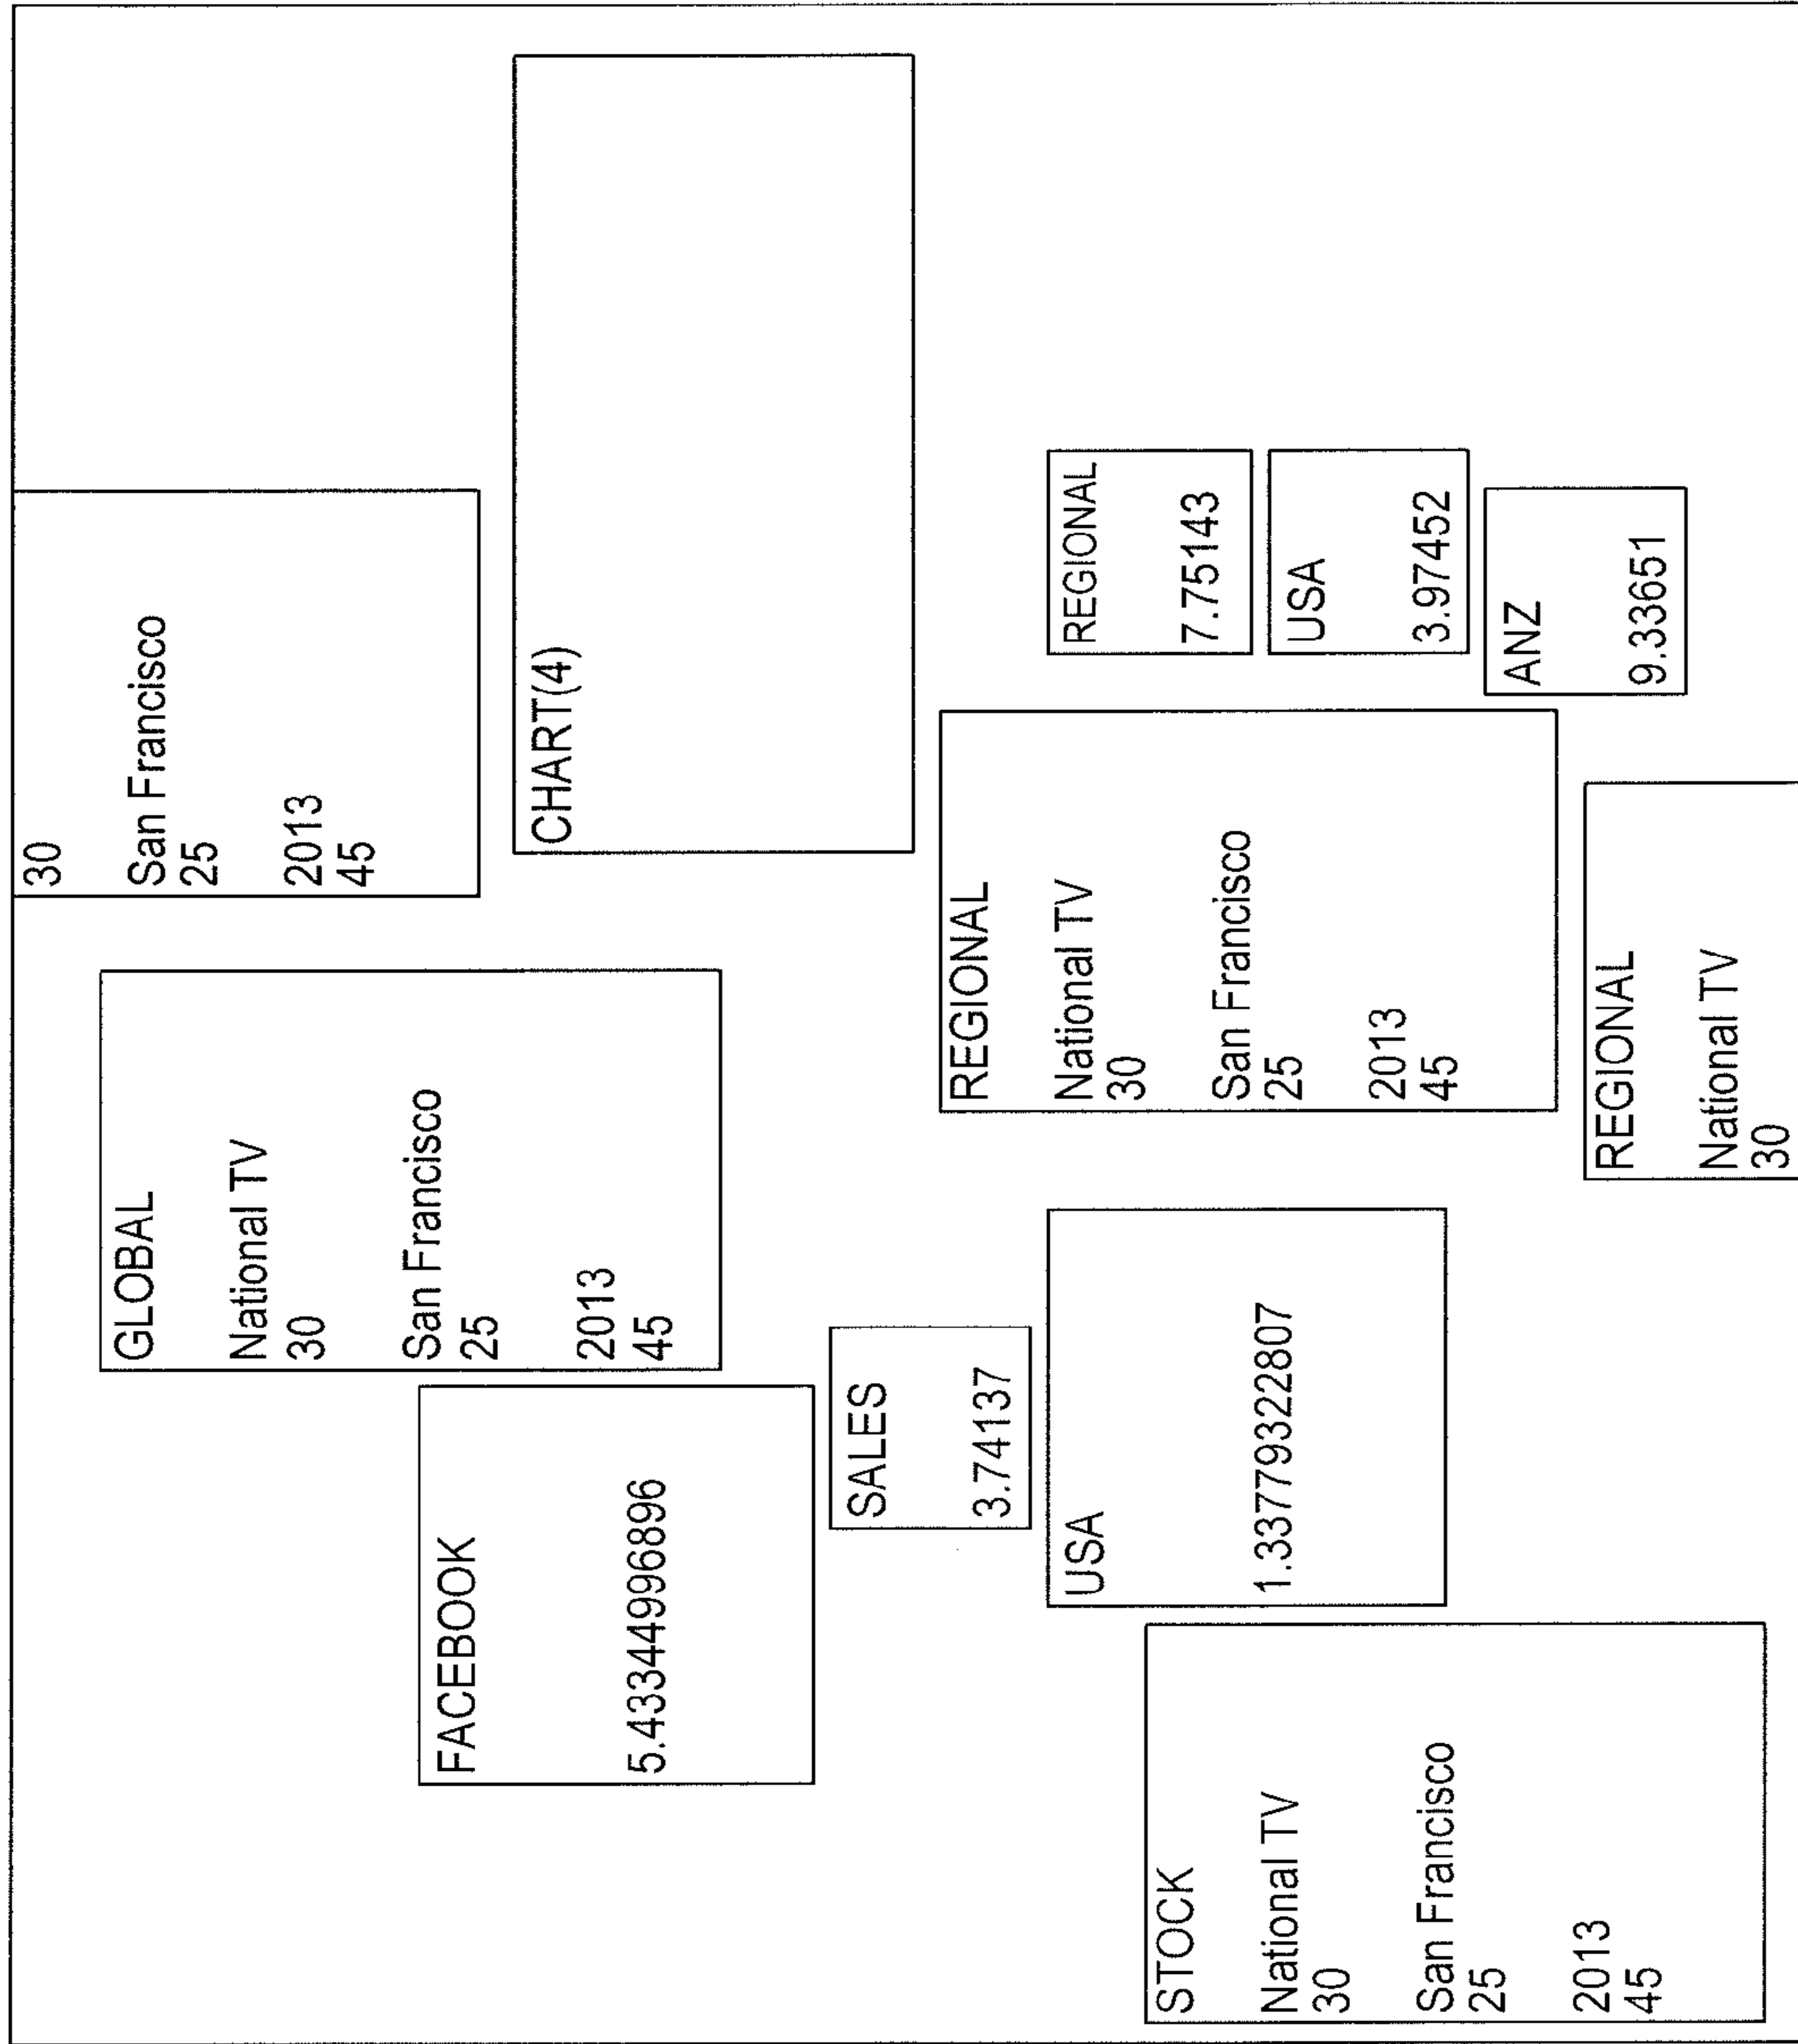 30
San Francisco
25
2013
45
GLOBAL
National TV
30
San Francisco
25
2013
45
FACEBOOK
5.43344996896
CHART(4)
SALES
3.74137
REGIONAL
National TV
30
San Francisco
25
2013
45
USA
1.33779322807
REGIONAL
7.75143
USA
3.97452
ANZ
9.33651
STOCK
National TV
30
San Francisco
25
2013
45
REGIONAL
National TV
30